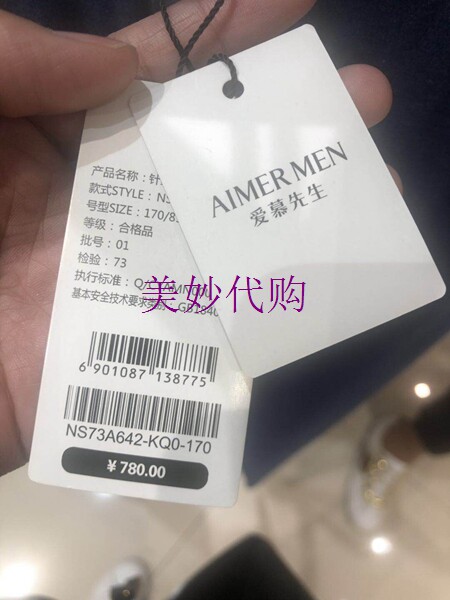 AIMER MEN
爱慕先生
产品名称：针
款式STYLE：NS
号型SIZE：170/8
等级：合格品
批号：01
检验：73
执行标准：Q/
基本安全技术要求类别：GB1840
美妙代购
6 901087 138775
NS73A642-KQ0-170
￥780.00